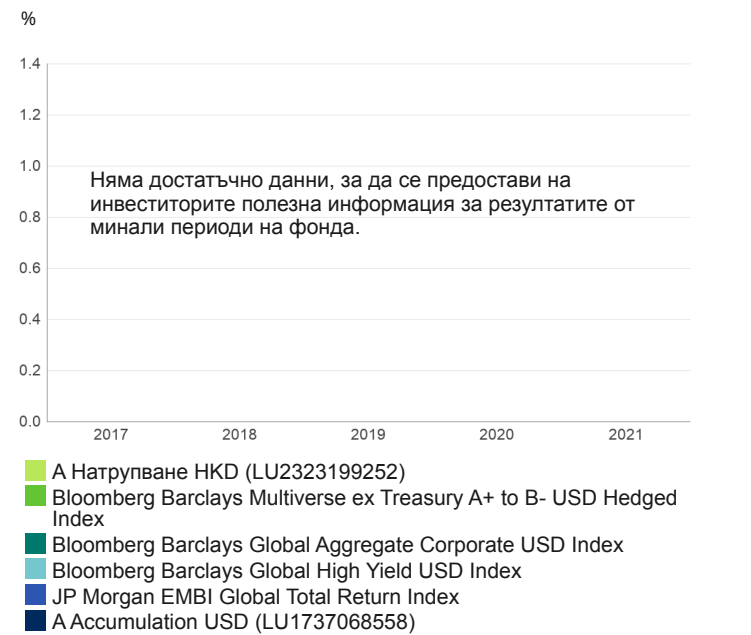 %
1.4
1.2
1.0
Няма достатъчно данни, за да се предостави на
инвеститорите полезна информация за резултатите от
0.8
минали периоди на фонда.
0.6
0.4
0.2
0.0
2017 2018 2019 2020 2021
А Натрупване HKD (LU2323199252)
Bloomberg Barclays Multiverse ex Treasury A+ to B- USD Hedged
Index
Bloomberg Barclays Global Aggregate Corporate USD Index
Bloomberg Barclays Global High Yield USD Index
JP Morgan EMBI Global Total Return Index
A Accumulation USD (LU1737068558)